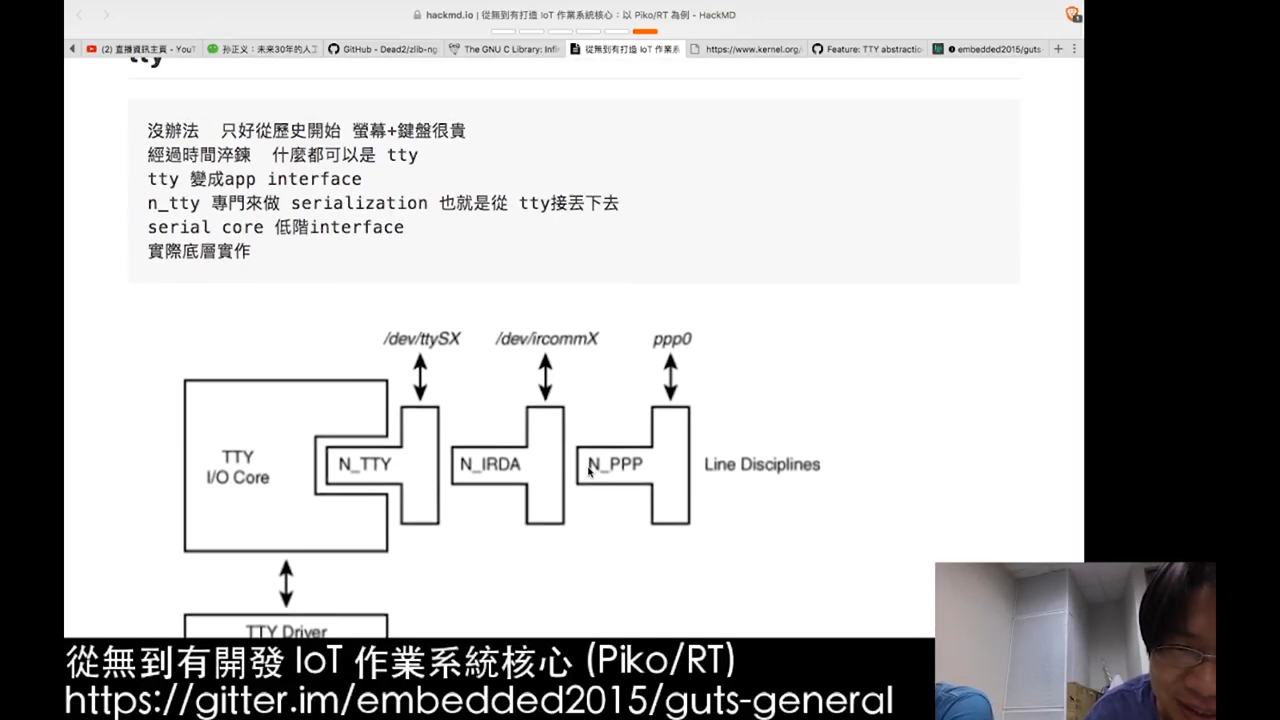 hackmd.io | 從無到有打造 IoT 作業系統核心：以 Piko/RT 為例 - HackMD
(2) 直播資訊主頁 - YouT
孙正义：未来30年的人工
GitHub - Dead2/zlib-ng
The GNU C Library: Infi
從無到有打造 IoT 作業系
https://www.kernel.org/
Feature: TTY abstractio
embedded2015/guts
tty
沒辦法 只好從歷史開始 螢幕+鍵盤很貴
經過時間淬鍊 什麼都可以是 tty
tty 變成app interface
n_tty 專門來做 serialization 也就是從 tty接丟下去
serial core 低階interface
實際底層實作
/dev/ttySX /dev/ircommX ppp0
TTY
I/O Core
N_TTY N_IRDA N_PPP Line Disciplines
TTY Driver
從無到有開發 IoT 作業系統核心 (Piko/RT)
https://gitter.im/embedded2015/guts-general